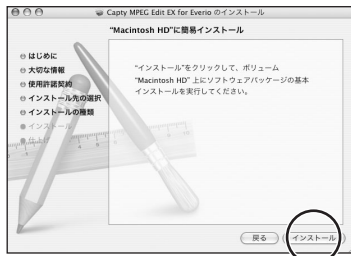 Capty MPEG Edit EX for Everio のインストール
"Macintosh HD"に簡易インストール
はじめに
大切な情報
使用許諾契約
インストール先の選択
インストールの種類
インストール
仕上げ
"インストール"をクリックして、ボリューム
"Macintosh HD" 上にソフトウェアパッケージの基本
インストールを実行してください。
戻る
インストール